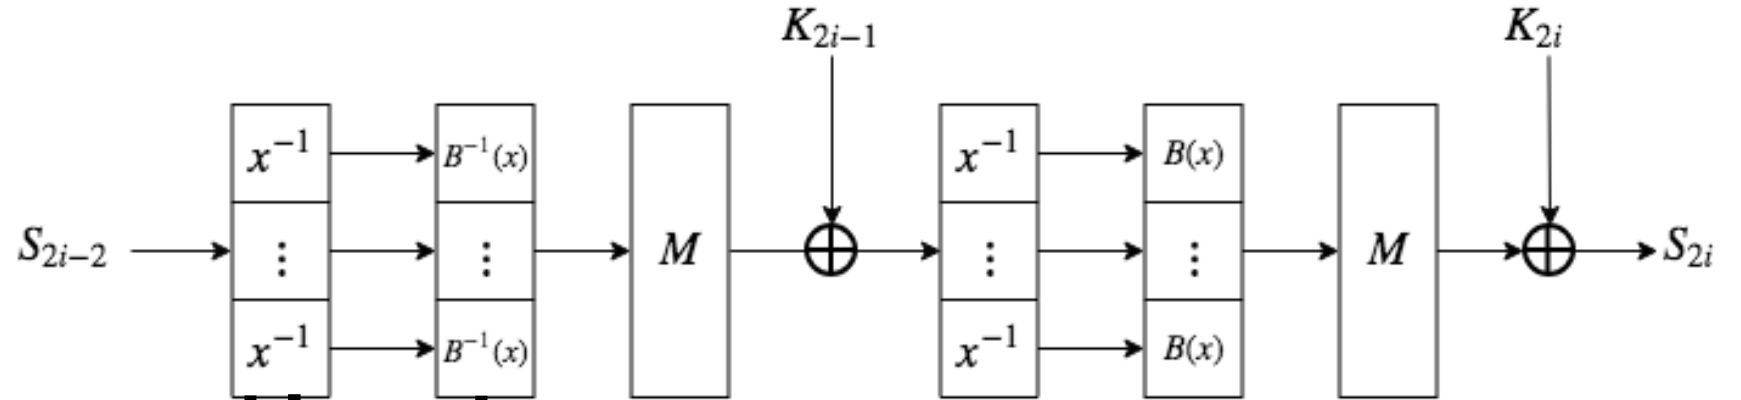 K₂ᵢ₋₁ K₂ᵢ
x⁻¹ B⁻¹(x) x⁻¹ B(x)
S₂ᵢ₋₂ ⋮ ⋮ M ⋮ ⋮ M S₂ᵢ
x⁻¹ B⁻¹(x) x⁻¹ B(x)